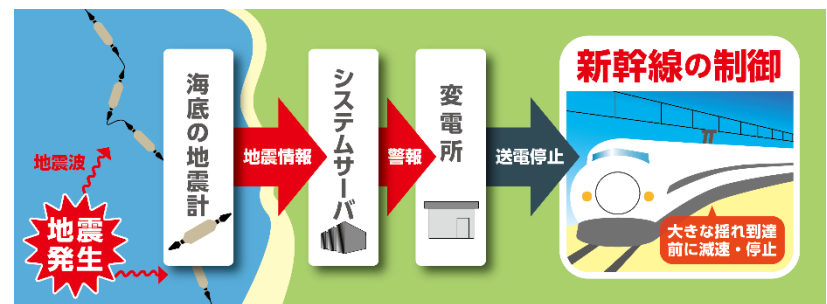 地震波
地震
発生
海底の地震計
地震情報
システムサーバ
警報
変電所
送電停止
新幹線の制御
大きな揺れ到達
前に減速・停止